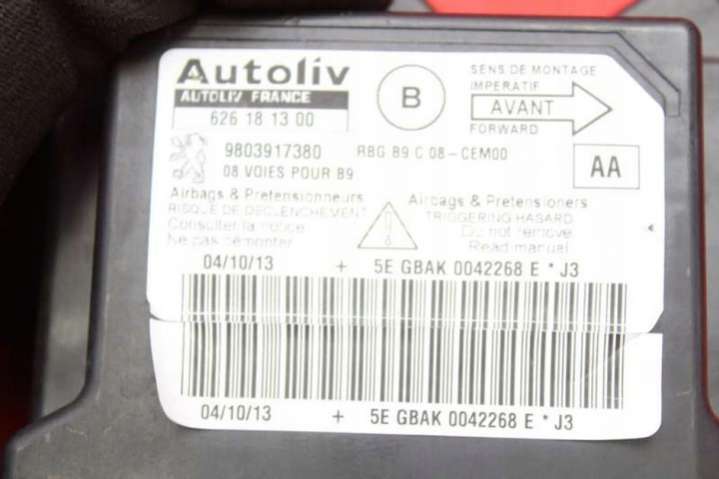 Autoliv
AUTOLIV FRANCE
626 18 13 00
B
SENS DE MONTAGE
IMPERATIF
AVANT
FORWARD
9803917380 RBG B9 C 08-CEM00
08 VOIES POUR B9
AA
Airbags & Pretensionneurs
RISQUE DE DECLENCHEMENT
Consulter la notice
Ne pas démonter
Airbags & Pretensioners
TRIGGERING HASARD
Do not remove
Read manual
04/10/13 + 5E GBAK 0042268 E * J3
04/10/13 + 5E GBAK 0042268 E * J3